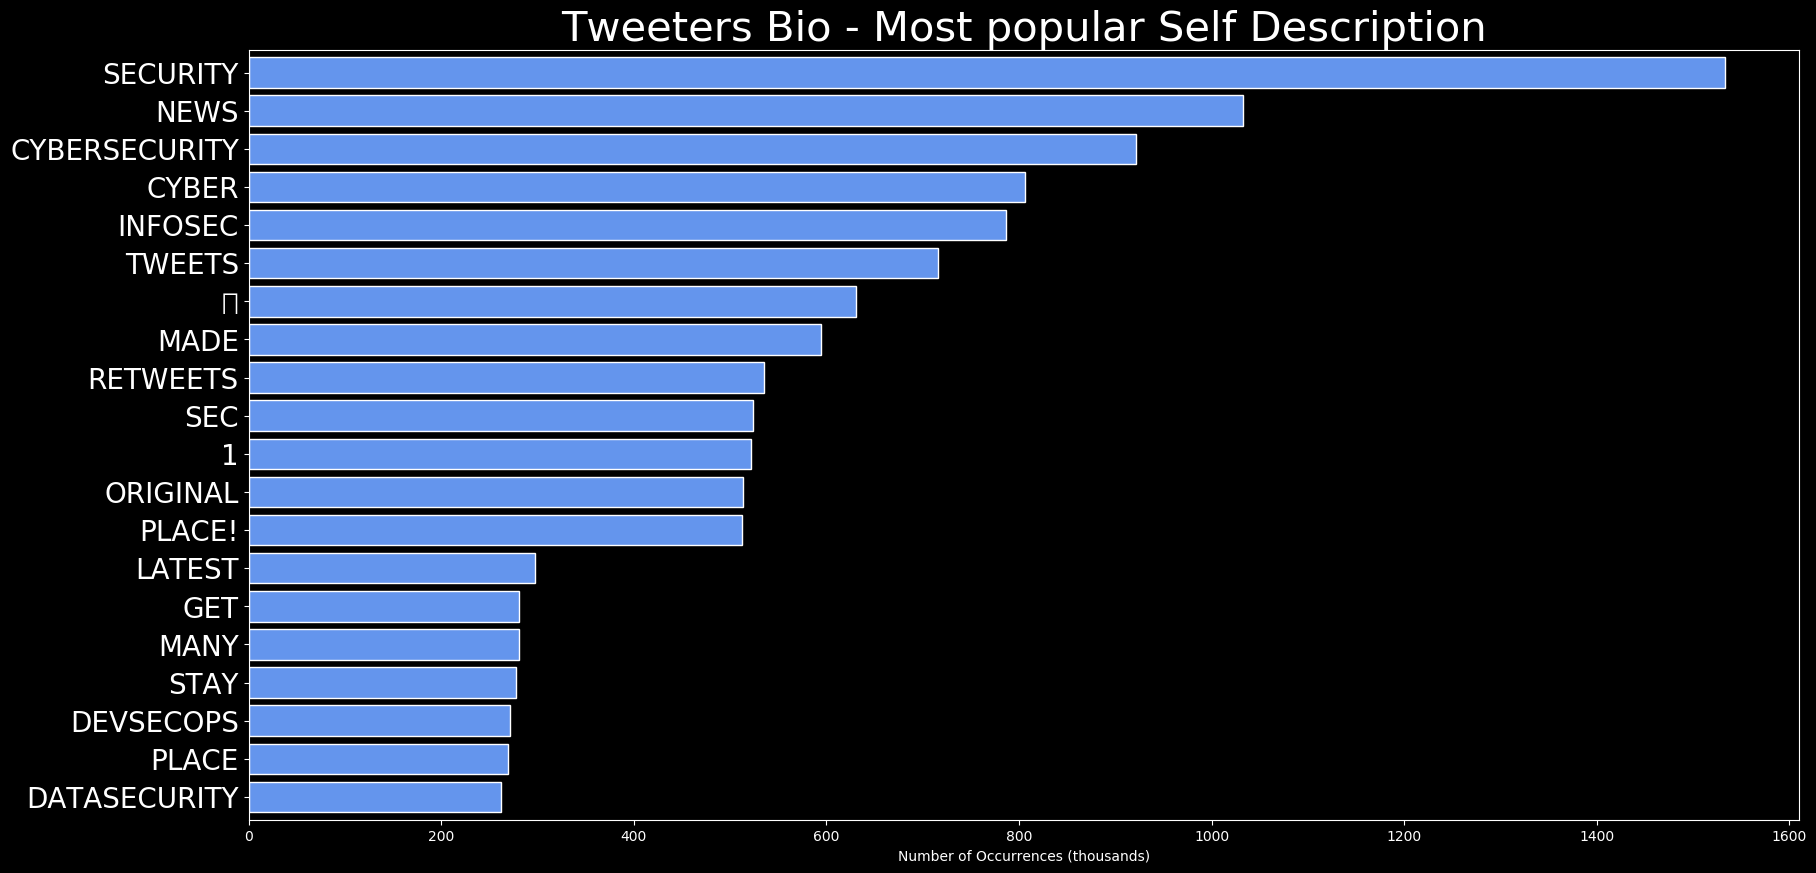 Tweeters Bio - Most popular Self Description
SECURITY
NEWS
CYBERSECURITY
CYBER
INFOSEC
TWEETS
MADE
RETWEETS
SEC
1
ORIGINAL
PLACE!
LATEST
GET
MANY
STAY
DEVSECOPS
PLACE
DATASECURITY
0 200 400 600 800 1000 1200 1400 1600
Number of Occurrences (thousands)